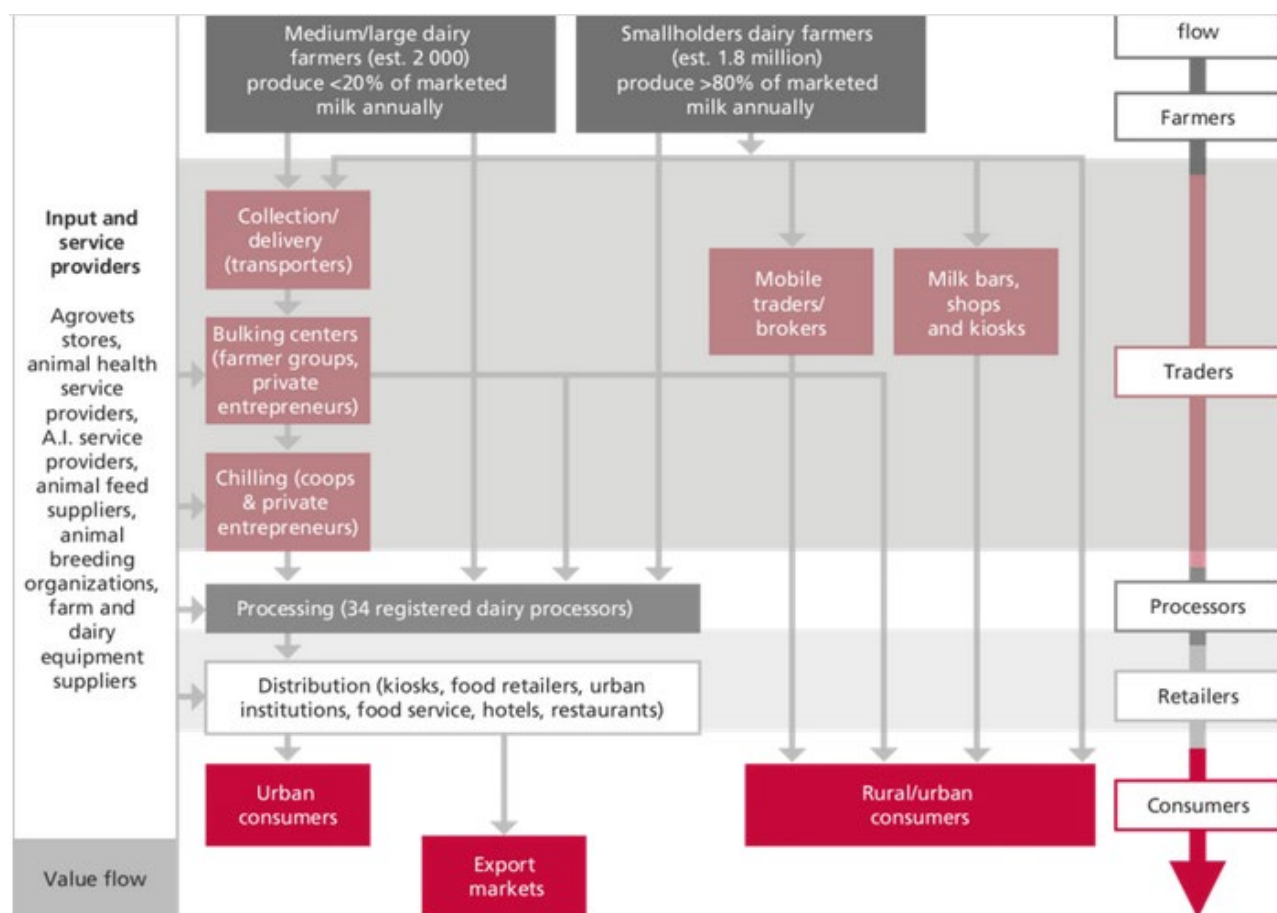 Medium/large dairy
farmers (est. 2 000)
produce <20% of marketed
milk annually
Smallholders dairy farmers
(est. 1.8 million)
produce >80% of marketed
milk annually
flow
Farmers
Input and
service
providers
Agrovets
stores,
animal health
service
providers,
A.I. service
providers,
animal feed
suppliers,
animal
breeding
organizations,
farm and
dairy
equipment
suppliers
Collection/
delivery
(transporters)
Mobile
traders/
brokers
Milk bars,
shops
and kiosks
Bulking centers
(farmer groups,
private
entrepreneurs)
Traders
Chilling (coops
& private
entrepreneurs)
Processing (34 registered dairy processors)
Processors
Distribution (kiosks, food retailers, urban
institutions, food service, hotels, restaurants)
Retailers
Urban
consumers
Rural/urban
consumers
Consumers
Export
markets
Value flow